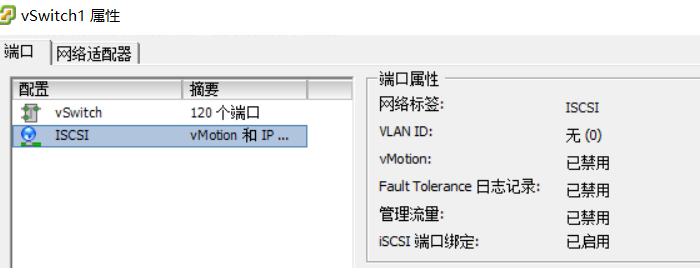 vSwitch1 属性
端口 网络适配器
配置 摘要
vSwitch 120 个端口
ISCSI vMotion 和 IP ...
端口属性
网络标签: ISCSI
VLAN ID: 无 (0)
vMotion: 已禁用
Fault Tolerance 日志记录: 已禁用
管理流量: 已禁用
iSCSI 端口绑定: 已启用